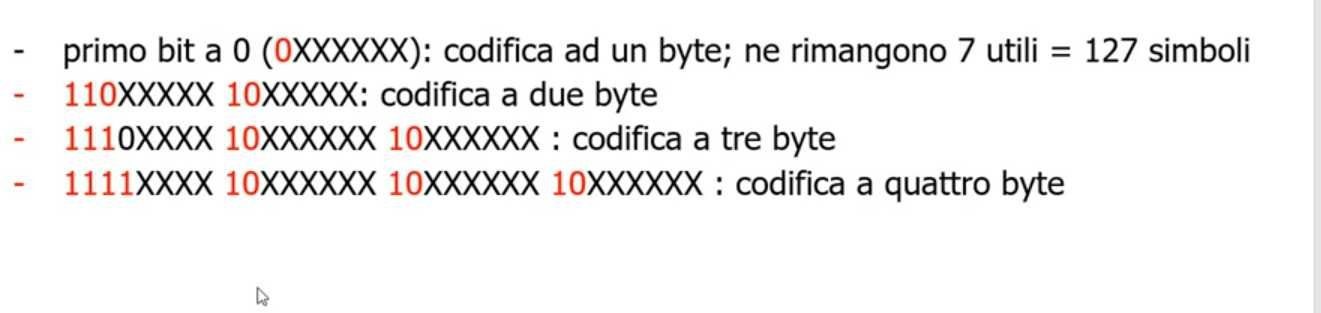 - primo bit a 0 (0XXXXXX): codifica ad un byte; ne rimangono 7 utili = 127 simboli
- 110XXXXX 10XXXXX: codifica a due byte
- 1110XXXX 10XXXXXX 10XXXXXX : codifica a tre byte
- 1111XXXX 10XXXXXX 10XXXXXX 10XXXXXX : codifica a quattro byte